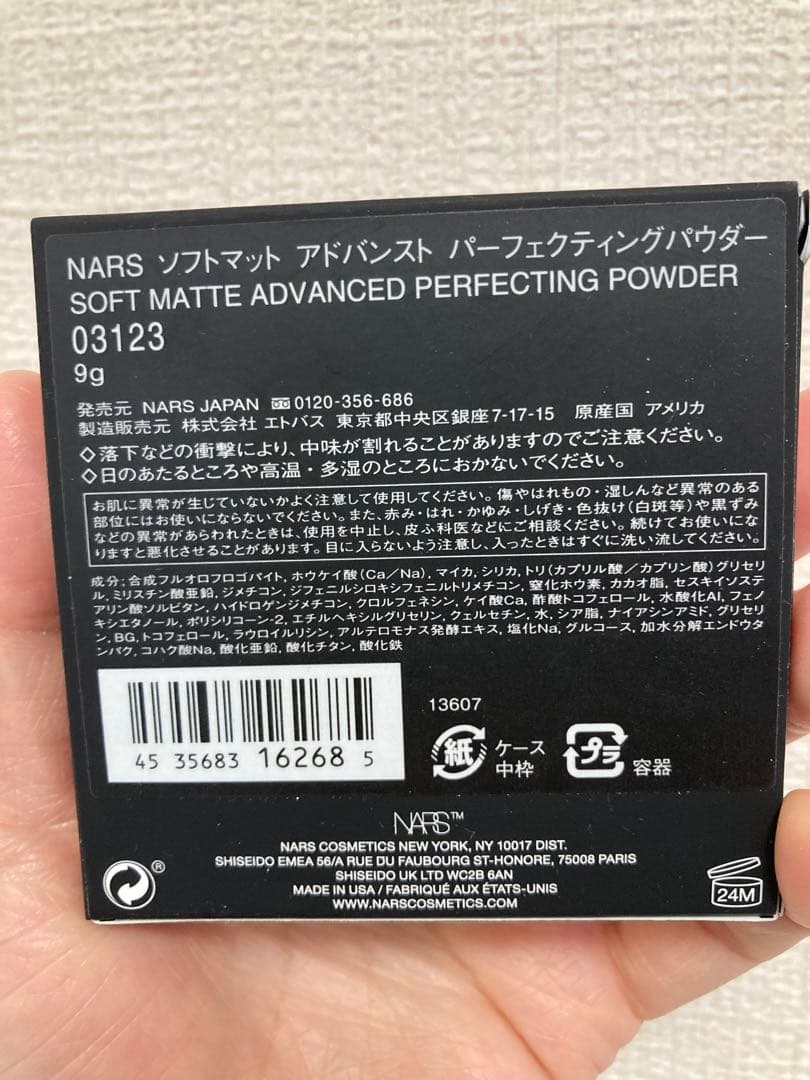 NARS ソフトマット アドバンスト パーフェクティングパウダー
SOFT MATTE ADVANCED PERFECTING POWDER
03123
9g
発売元 NARS JAPAN 0120-356-686
製造販売元 株式会社 エトバス 東京都中央区銀座7-17-15 原産国 アメリカ
◇落下などの衝撃により、中味が割れることがありますのでご注意ください。
◇日のあたるところや高温・多湿のところにおかないでください。
お肌に異常が生じていないかよく注意して使用してください。傷やはれもの・湿しんなど異常のある
部位にはお使いにならないでください。また、赤み・はれ・かゆみ・しげき・色抜け(白斑等)や黒ずみ
などの異常があらわれたときは、使用を中止し、皮ふ科医などにご相談ください。続けてお使いにな
りますと悪化させることがあります。目に入らないよう注意し、入ったときはすぐに洗い流してください。
成分:合成フルオロフロゴパイト, ホウケイ酸(Ca/Na), マイカ, シリカ, トリ(カプリル酸/カプリン酸)グリセリ
ル, ミリスチン酸亜鉛, ジメチコン, ジフェニルシロキシフェニルトリメチコン, 窒化ホウ素, カカオ脂, セスキイソステ
アリン酸ソルビタン, ハイドロゲンジメチコン, クロルフェネシン, ケイ酸Ca, 酢酸トコフェロール, 水酸化Al, フェノ
キシエタノール, ポリシリコーン-2, エチルヘキシルグリセリン, クェルセチン, 水, シア脂, ナイアシンアミド, グリセリ
ン, BG, トコフェロール, ラウロイルリシン, アルテロモナス発酵エキス, 塩化Na, グルコース, 加水分解エンドウタ
ンパク, コハク酸Na, 酸化亜鉛, 酸化チタン, 酸化鉄
45 35683 16268 5
13607
紙 ケース
中枠
プラ 容器
NARS™
NARS COSMETICS NEW YORK, NY 10017 DIST.
SHISEIDO EMEA 56/A RUE DU FAUBOURG ST-HONORE, 75008 PARIS
SHISEIDO UK LTD WC2B 6AN
MADE IN USA / FABRIQUÉ AUX ÉTATS-UNIS
WWW.NARSCOSMETICS.COM
®
24M